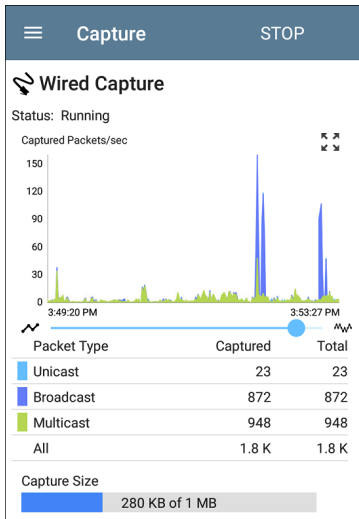 Capture STOP
Wired Capture
Status: Running
Captured Packets/sec
150
120
90
60
30
0
3:49:20 PM 3:53:27 PM
Packet Type Captured Total
Unicast 23 23
Broadcast 872 872
Multicast 948 948
All 1.8 K 1.8 K
Capture Size
280 KB of 1 MB